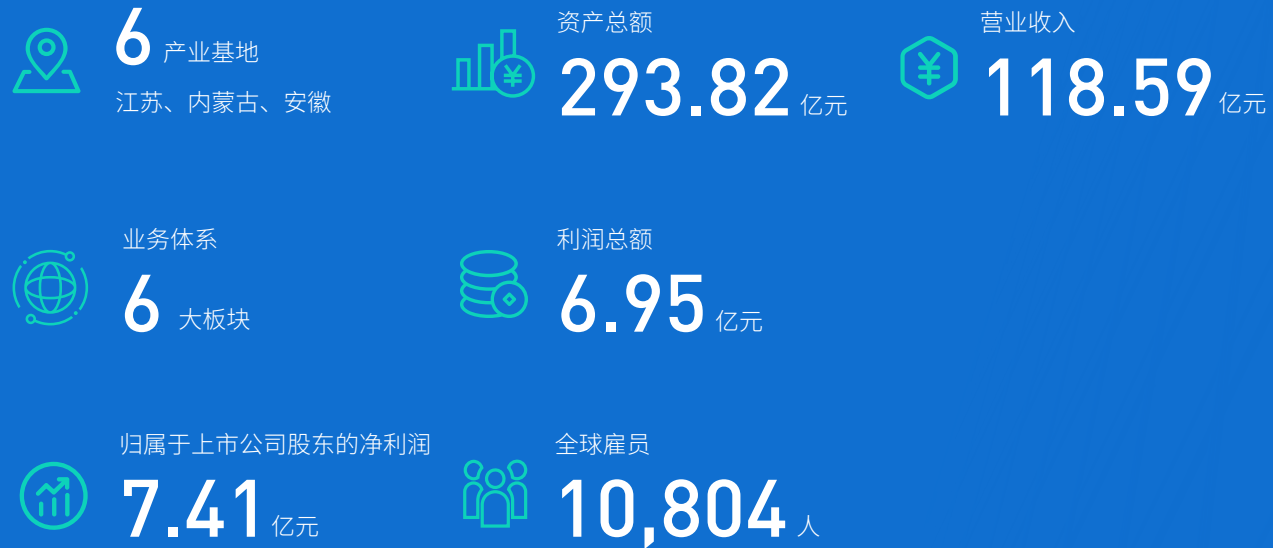 6 产业基地
江苏、内蒙古、安徽
资产总额
293.82 亿元
营业收入
118.59 亿元
业务体系
6 大板块
利润总额
6.95 亿元
归属于上市公司股东的净利润
7.41 亿元
全球雇员
10,804 人